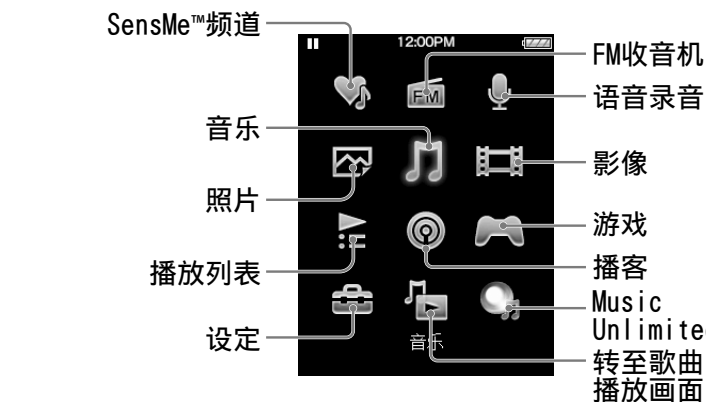 SensMe™频道
12:00PM
FM收音机
FM
语音录音
音乐
影像
照片
游戏
播放列表
播客
Music
设定
音乐
转至歌曲
播放画面